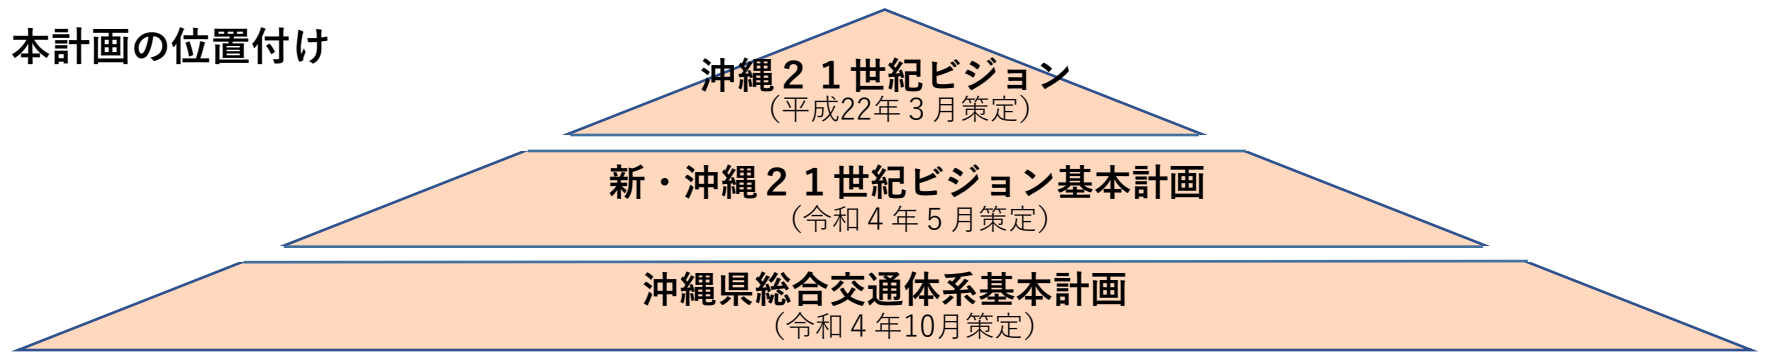 本計画の位置付け
沖縄２１世紀ビジョン
（平成22年３月策定）
新・沖縄２１世紀ビジョン基本計画
（令和４年５月策定）
沖縄県総合交通体系基本計画
（令和４年10月策定）